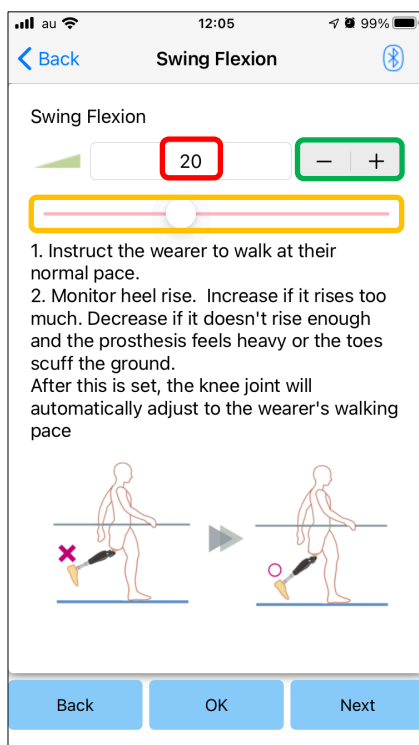 au 12:05 99%
Back Swing Flexion
Swing Flexion
20 − +
1. Instruct the wearer to walk at their
normal pace.
2. Monitor heel rise.  Increase if it rises too
much. Decrease if it doesn't rise enough
and the prosthesis feels heavy or the toes
scuff the ground.
After this is set, the knee joint will
automatically adjust to the wearer's walking
pace
Back OK Next